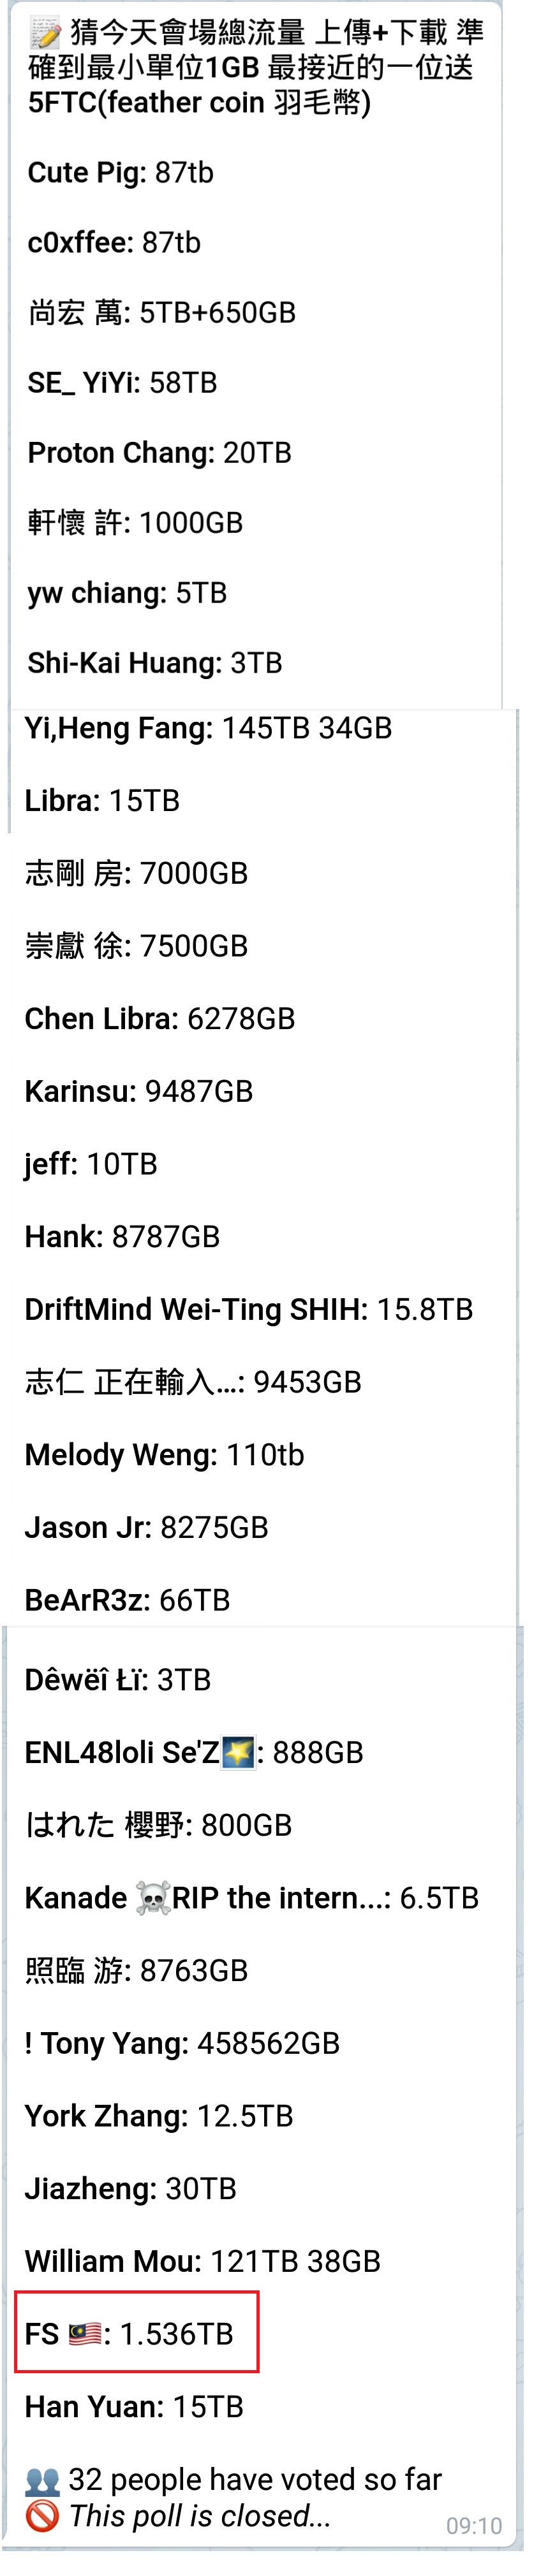 📝 猜今天會場總流量 上傳+下載 準
確到最小單位1GB 最接近的一位送
5FTC(feather coin 羽毛幣)
Cute Pig: 87tb
c0xffee: 87tb
尚宏 萬: 5TB+650GB
SE_ YiYi: 58TB
Proton Chang: 20TB
軒懷 許: 1000GB
yw chiang: 5TB
Shi-Kai Huang: 3TB
Yi,Heng Fang: 145TB 34GB
Libra: 15TB
志剛 房: 7000GB
崇獻 徐: 7500GB
Chen Libra: 6278GB
Karinsu: 9487GB
jeff: 10TB
Hank: 8787GB
DriftMind Wei-Ting SHIH: 15.8TB
志仁 正在輸入...: 9453GB
Melody Weng: 110tb
Jason Jr: 8275GB
BeArR3z: 66TB
Dêwëî Łï: 3TB
ENL48loli Se'Z🌟: 888GB
はれた 櫻野: 800GB
Kanade ☠️RIP the intern...: 6.5TB
照臨 游: 8763GB
! Tony Yang: 458562GB
York Zhang: 12.5TB
Jiazheng: 30TB
William Mou: 121TB 38GB
FS 🇲🇾: 1.536TB
Han Yuan: 15TB
👥 32 people have voted so far
🚫 This poll is closed...
09:10